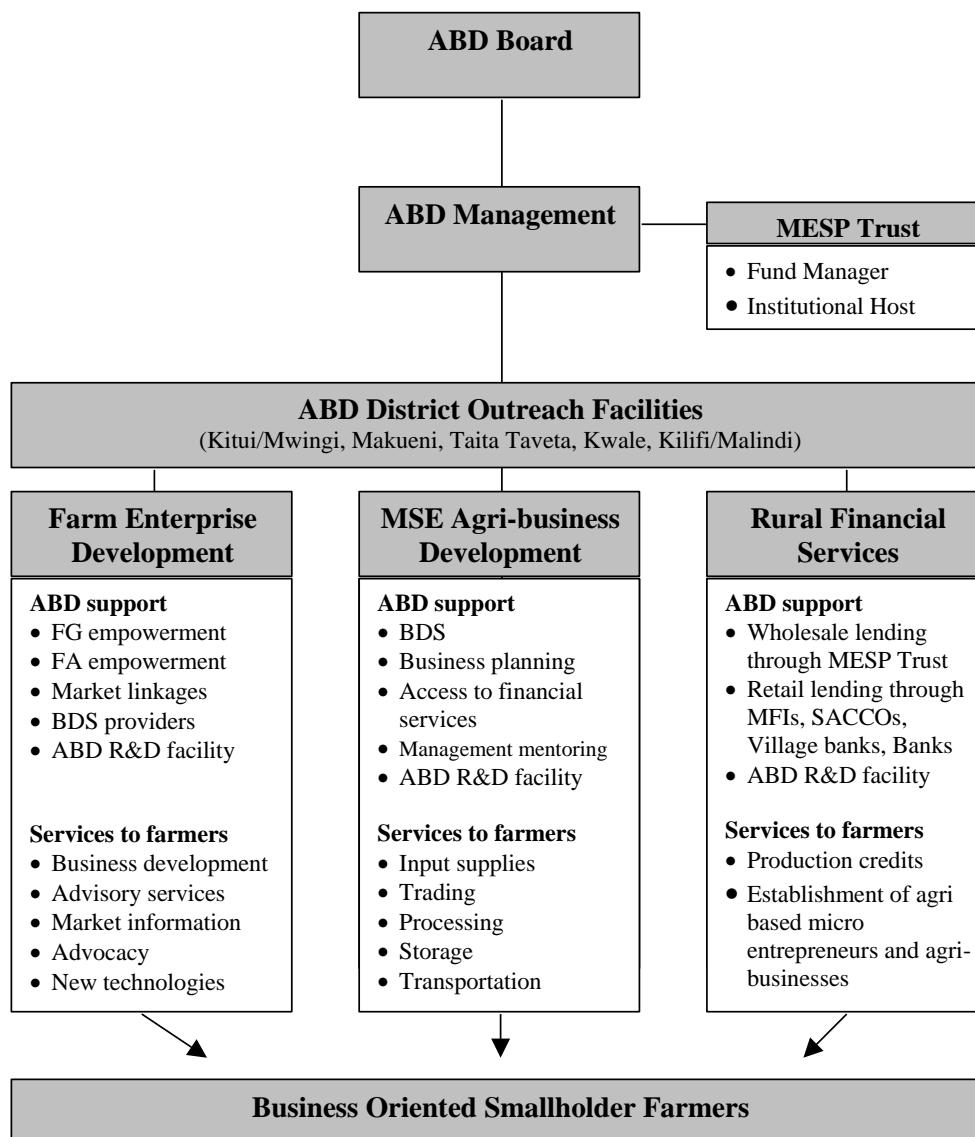 ABD Board
ABD Management
MESP Trust
• Fund Manager
• Institutional Host
ABD District Outreach Facilities
(Kitui/Mwingi, Makueni, Taita Taveta, Kwale, Kilifi/Malindi)
Farm Enterprise
Development
ABD support
• FG empowerment
• FA empowerment
• Market linkages
• BDS providers
• ABD R&D facility
Services to farmers
• Business development
• Advisory services
• Market information
• Advocacy
• New technologies
MSE Agri-business
Development
ABD support
• BDS
• Business planning
• Access to financial
services
• Management mentoring
• ABD R&D facility
Services to farmers
• Input supplies
• Trading
• Processing
• Storage
• Transportation
Rural Financial
Services
ABD support
• Wholesale lending
through MESP Trust
• Retail lending through
MFIs, SACCOs,
Village banks, Banks
• ABD R&D facility
Services to farmers
• Production credits
• Establishment of agri
based micro
entrepreneurs and agri-
businesses
Business Oriented Smallholder Farmers